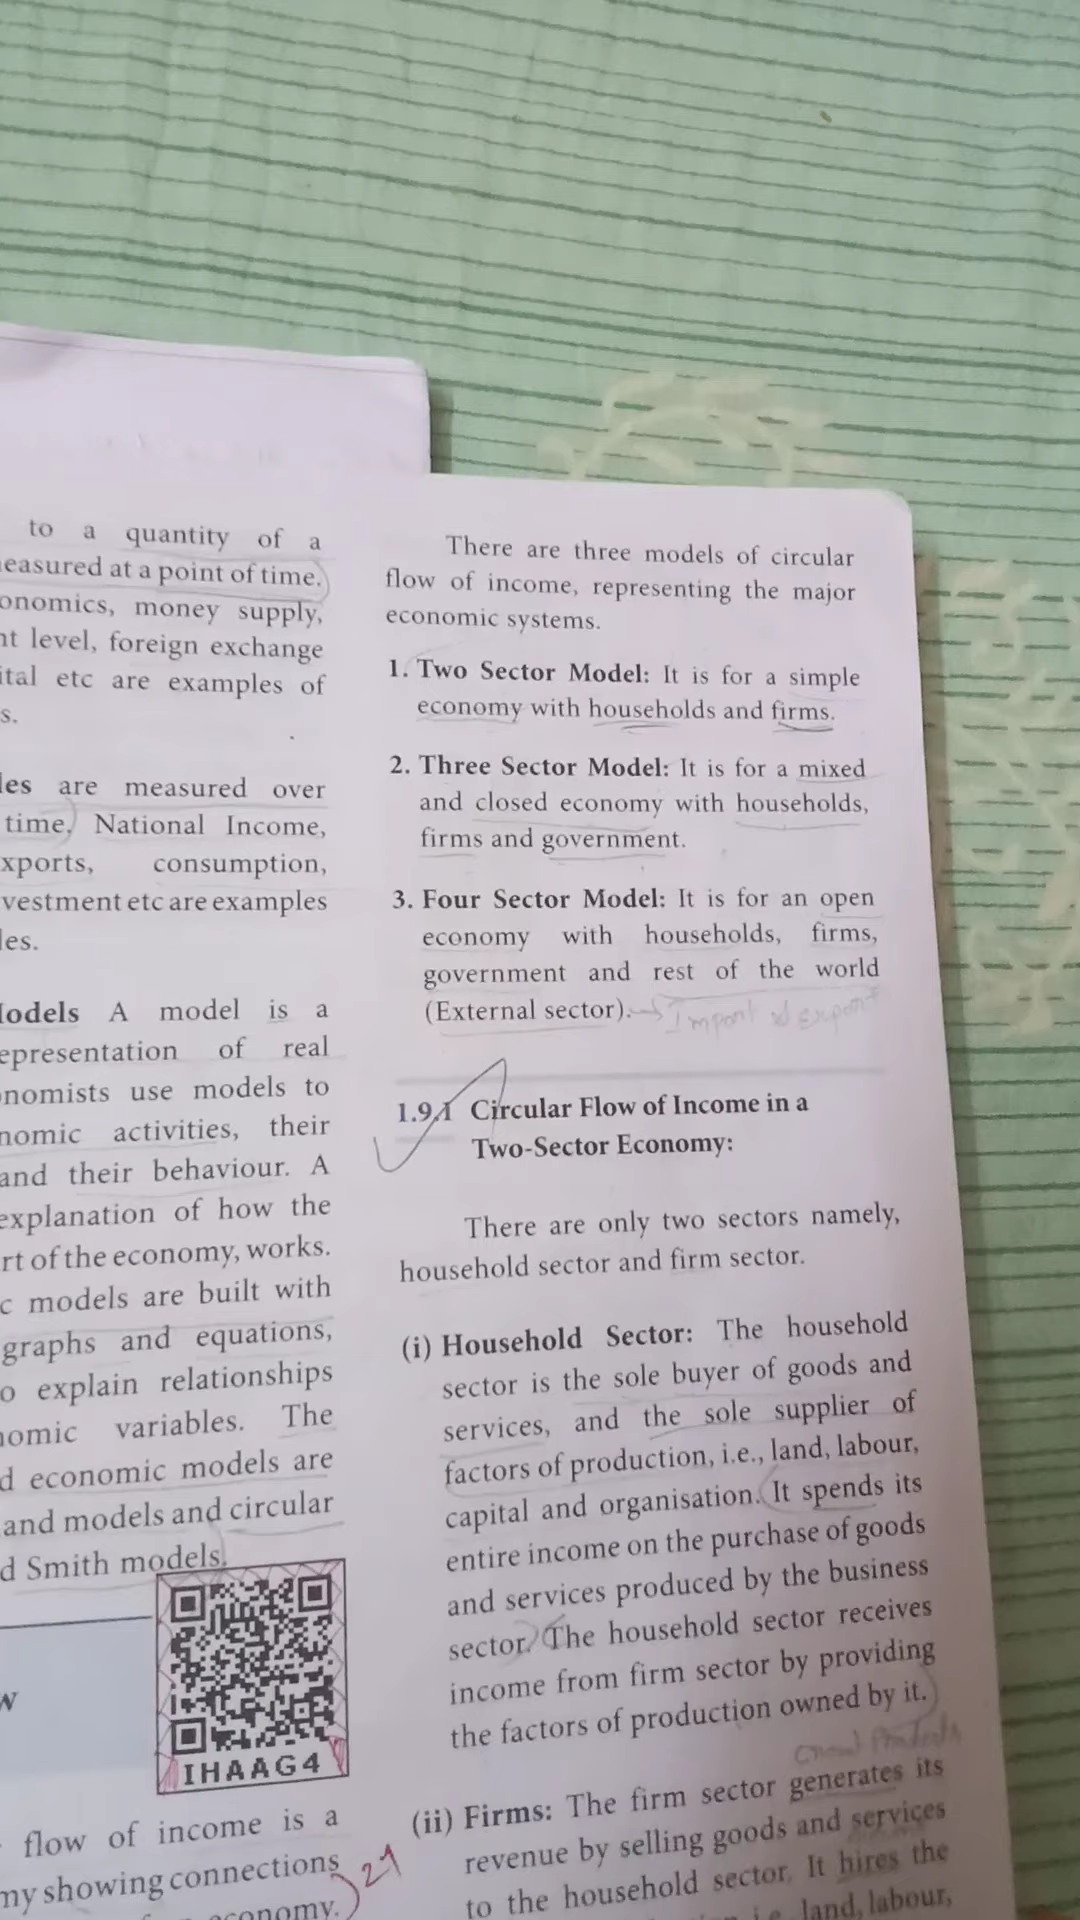 to a quantity of a
easured at a point of time.
onomics, money supply,
nt level, foreign exchange
ital etc are examples of
s.
les are measured over
time, National Income,
xports, consumption,
vestment etc are examples
les.
Models A model is a
epresentation of real
nomists use models to
nomic activities, their
and their behaviour. A
explanation of how the
rt of the economy, works.
c models are built with
graphs and equations,
o explain relationships
nomic variables. The
d economic models are
and models and circular
d Smith models.
W
IHAAG4
flow of income is a
my showing connections
economy.
21
There are three models of circular
flow of income, representing the major
economic systems.
1. Two Sector Model: It is for a simple
economy with households and firms.
2. Three Sector Model: It is for a mixed
and closed economy with households,
firms and government.
3. Four Sector Model: It is for an open
economy with households, firms,
government and rest of the world
(External sector). → Import & Export
1.9.1 Circular Flow of Income in a
Two-Sector Economy:
There are only two sectors namely,
household sector and firm sector.
(i) Household Sector: The household
sector is the sole buyer of goods and
services, and the sole supplier of
factors of production, i.e., land, labour,
capital and organisation. It spends its
entire income on the purchase of goods
and services produced by the business
sector. The household sector receives
income from firm sector by providing
the factors of production owned by it.
(ii) Firms: The firm sector generates its
revenue by selling goods and services
to the household sector. It hires the
i.e., land, labour,